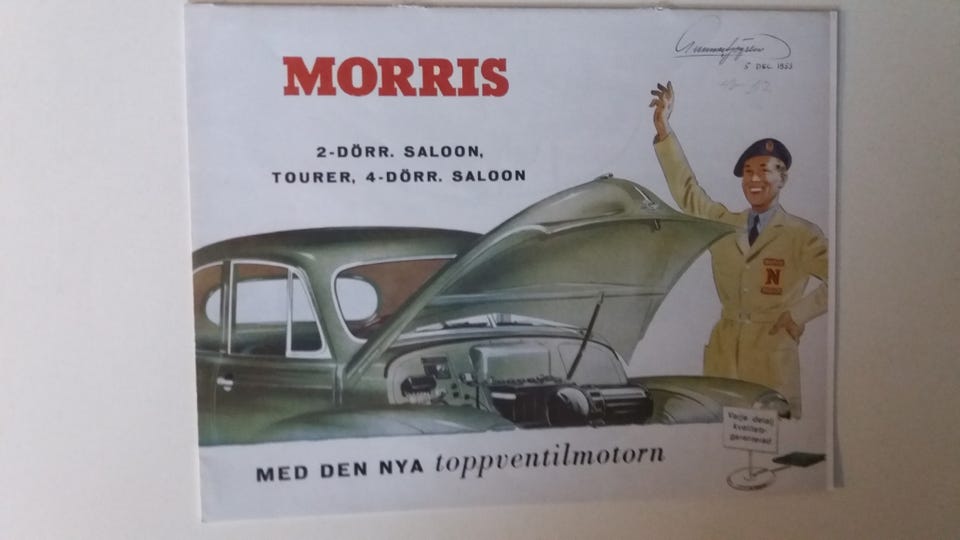 MORRIS
5 DEC. 1953
2-DÖRR. SALOON,
TOURER, 4-DÖRR. SALOON
N
Varje detalj
kvalitets-
garanterad
MED DEN NYA toppventilmotorn